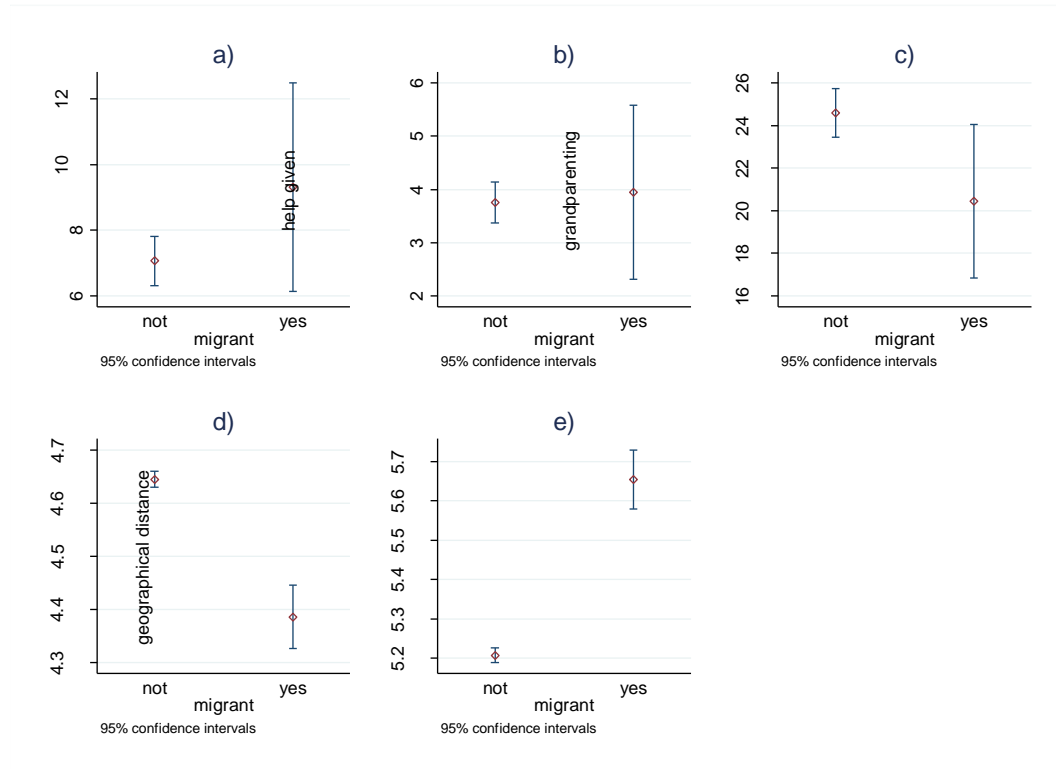 a)
12
10
8
6
help given
not yes
migrant
95% confidence intervals
b)
6
5
4
3
2
grandparenting
not yes
migrant
95% confidence intervals
c)
26
24
22
20
18
16
not yes
migrant
95% confidence intervals
d)
4.7
4.6
4.5
4.4
4.3
geographical distance
not yes
migrant
95% confidence intervals
e)
5.7
5.6
5.5
5.4
5.3
5.2
not yes
migrant
95% confidence intervals